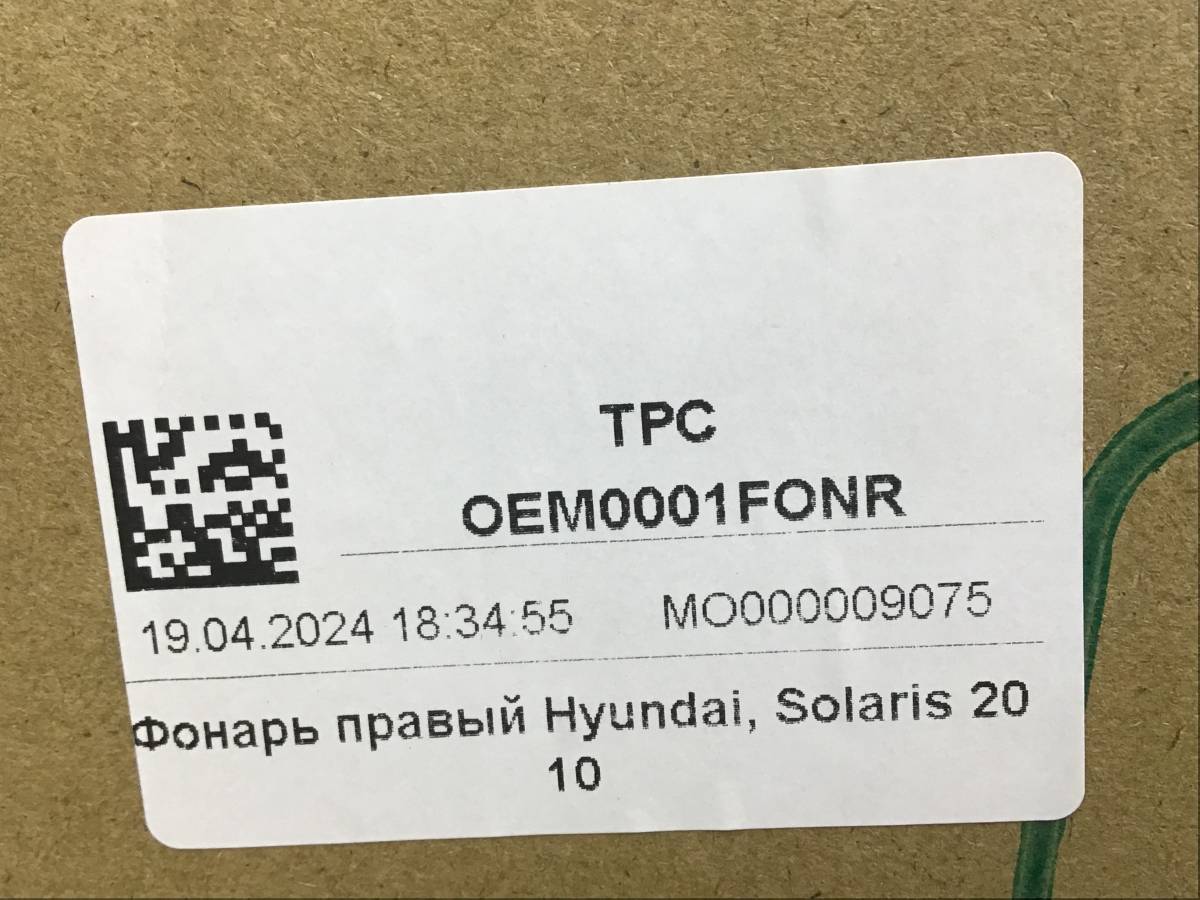 TPC
OEM0001FONR
19.04.2024 18:34:55 MO000009075
Фонарь правый Hyundai, Solaris 20
10